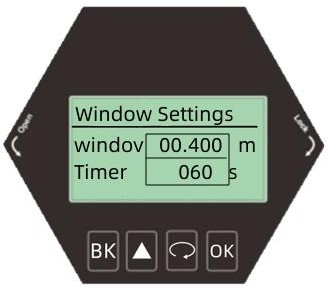 Window Settings
Open
Lock
windov 00.400 m
Timer 060 s
BK OK